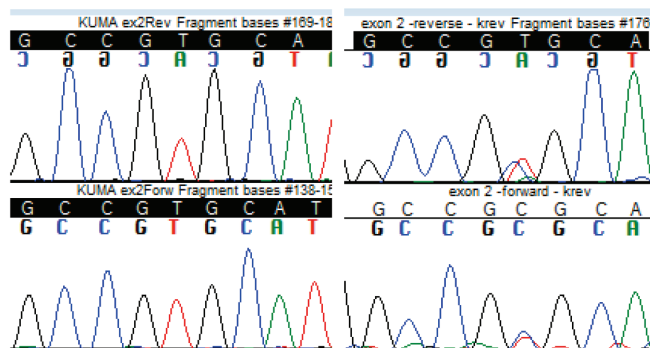 KUMA ex2Rev Fragment bases #169-18
G C C G T G C A
C G G C A C G T
exon 2 -reverse - krev Fragment bases #176
G C C G T G C A
C G G C A C G T
KUMA ex2Forw Fragment bases #138-15
G C C G T G C A T
G C C G T G C A T
exon 2 -forward - krev
G C C G C G C A
G C C G C G C A